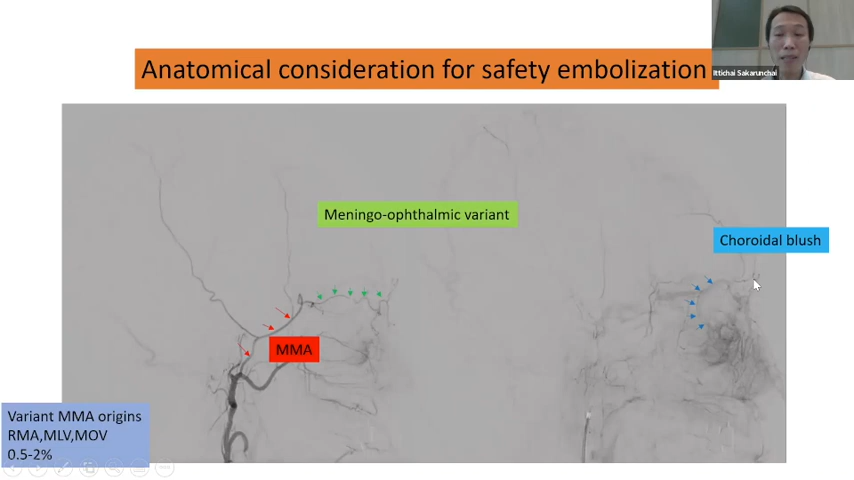 Ittichai Sakarunchai
Anatomical consideration for safety embolization
Meningo-ophthalmic variant
Choroidal blush
MMA
Variant MMA origins
RMA,MLV,MOV
0.5-2%